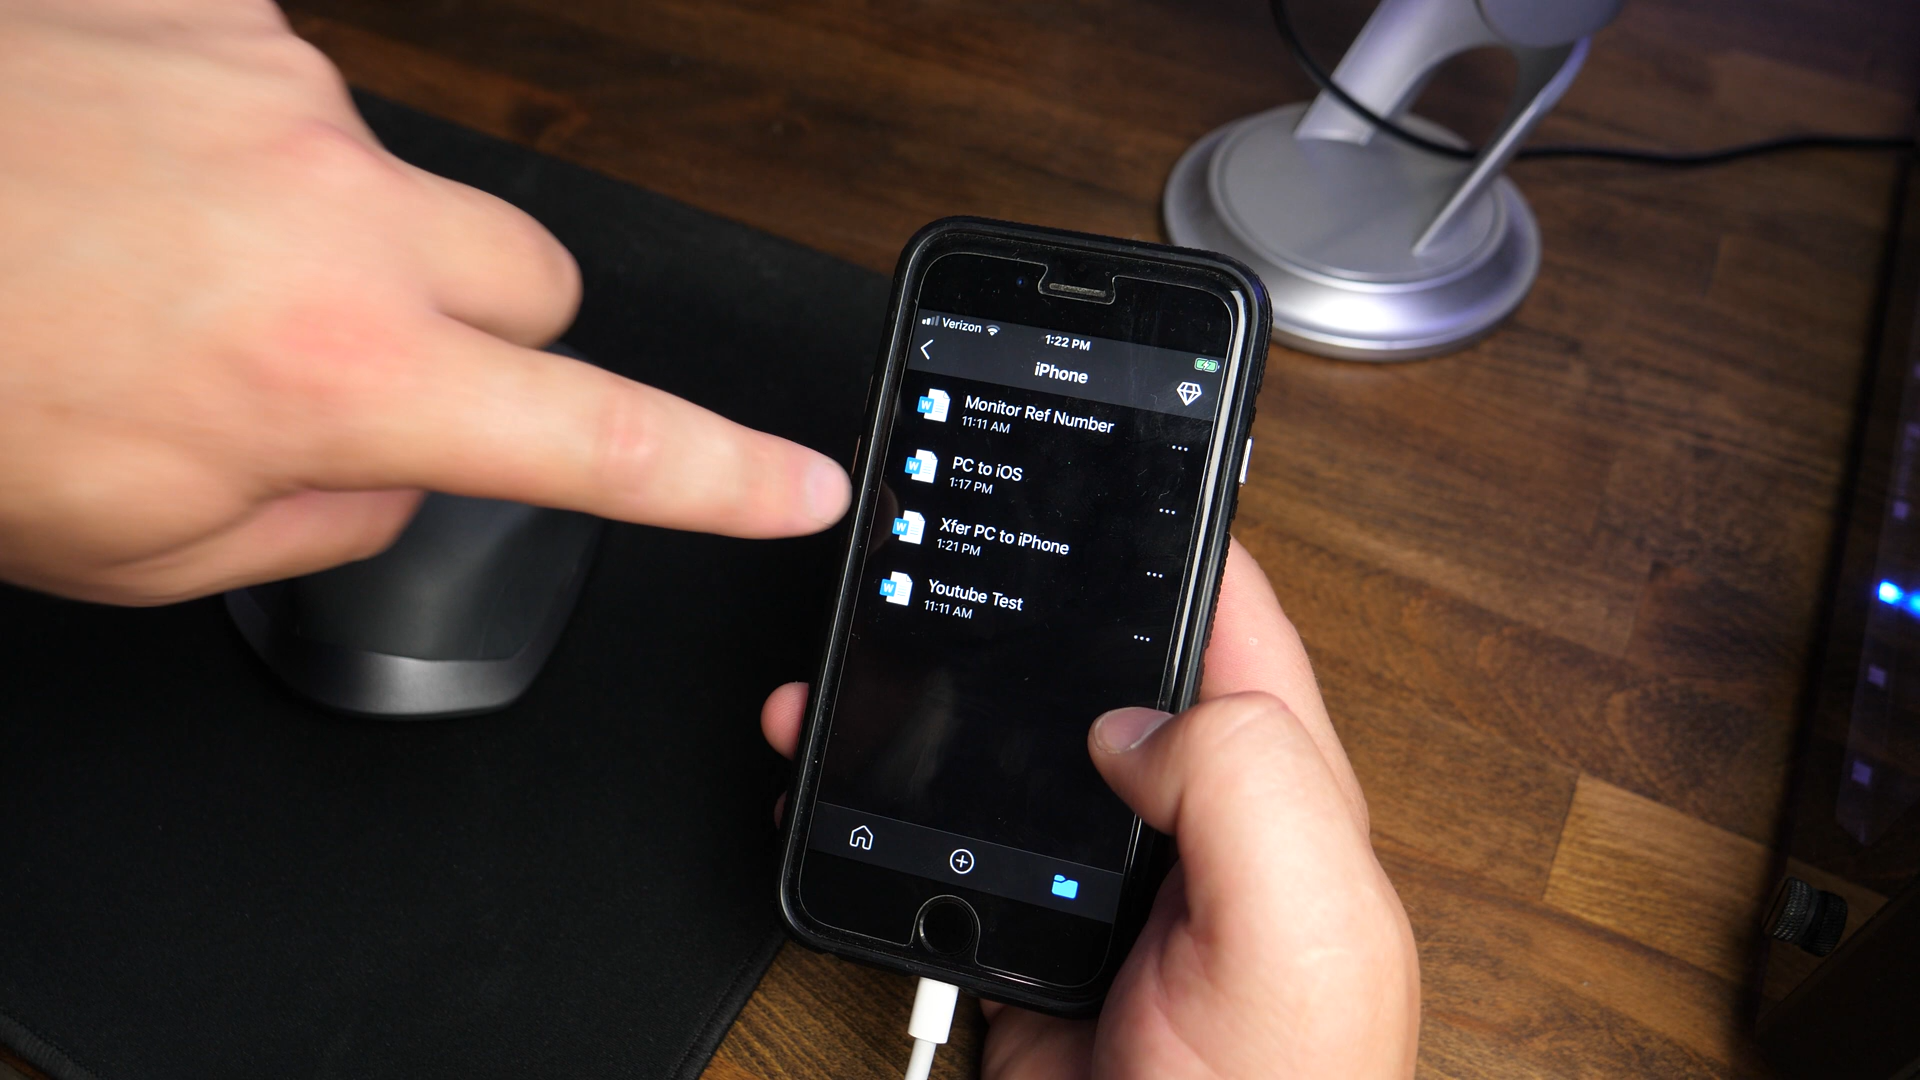 Verizon
1:22 PM
iPhone
W Monitor Ref Number
11:11 AM
W PC to iOS
1:17 PM
W Xfer PC to iPhone
1:21 PM
W Youtube Test
11:11 AM